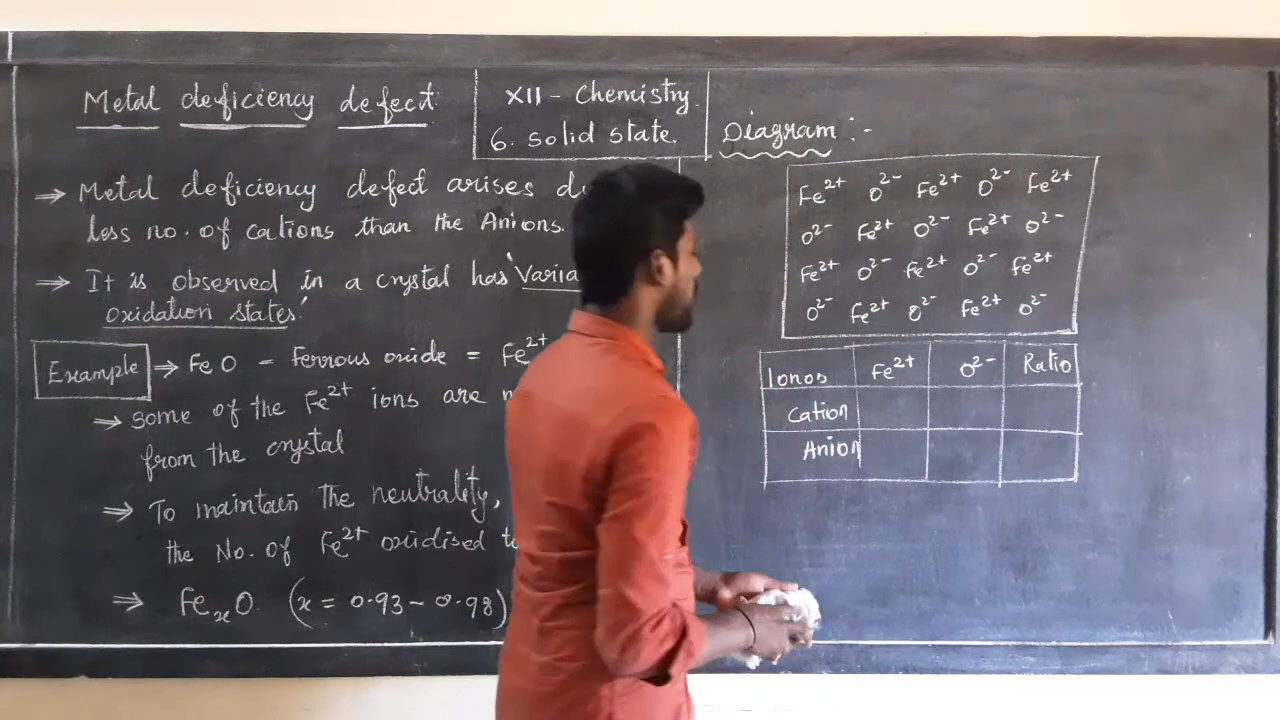 Metal deficiency defect
XII - Chemistry
6. Solid state.
Diagram :-
⇒ Metal deficiency defect arises
less no. of cations than the Anions.
⇒ It is observed in a crystal has 'Varia
oxidation states'
Example ⇒ FeO - Ferrous oxide = Fe²⁺
⇒ some of the Fe²⁺ ions are
from the crystal
⇒ To maintain the neutrality,
the No. of Fe²⁺ oxidised
⇒ FeₓO (x = 0.93 - 0.98)
Fe²⁺ O²⁻ Fe²⁺ O²⁻ Fe²⁺
O²⁻ Fe²⁺ O²⁻ Fe²⁺ O²⁻
Fe²⁺ O²⁻ Fe²⁺ O²⁻ Fe²⁺
O²⁻ Fe²⁺ O²⁻ Fe²⁺ O²⁻
Ionos Fe²⁺ O²⁻ Ratio
Cation
Anion